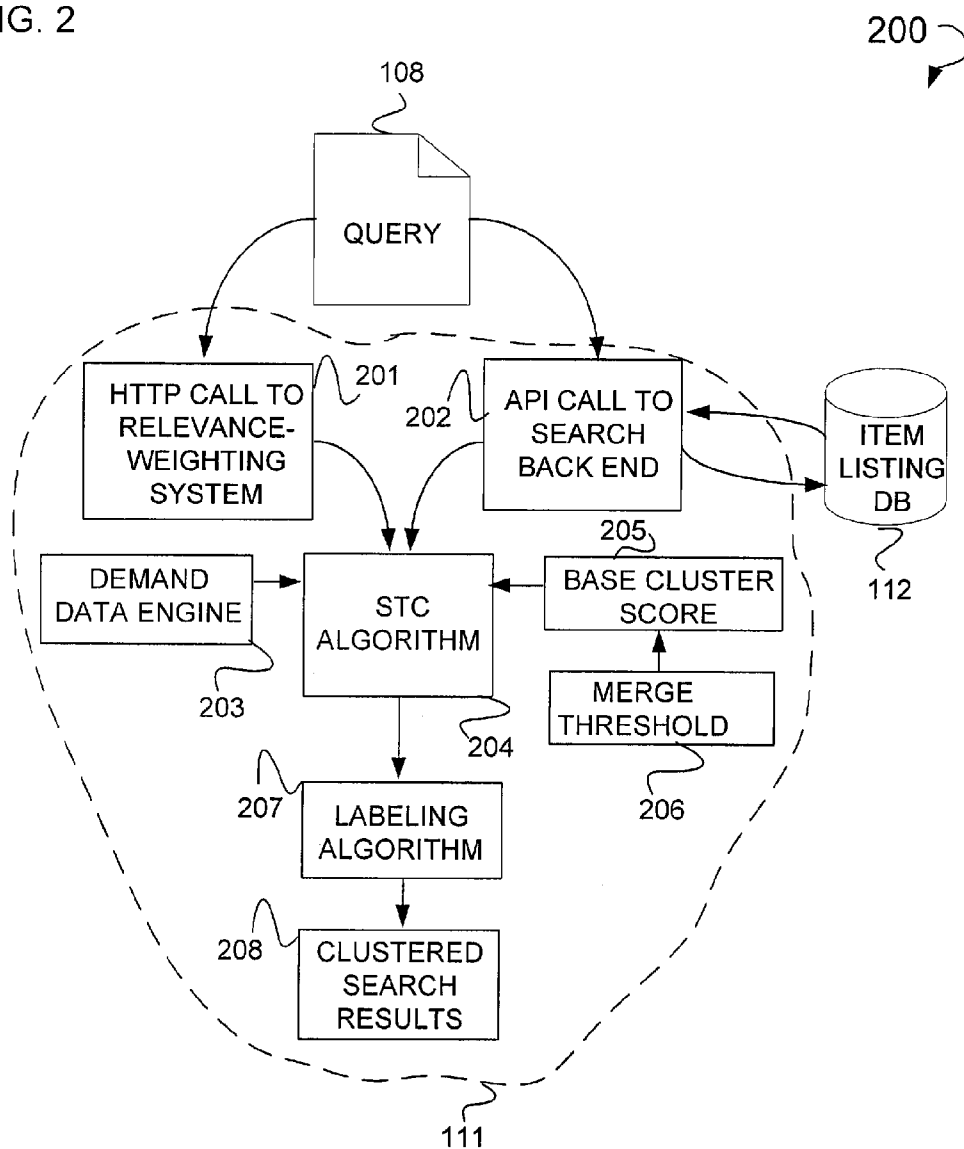 IG. 2
200
108
QUERY
HTTP CALL TO
RELEVANCE-
WEIGHTING
SYSTEM
201
202
API CALL TO
SEARCH
BACK END
ITEM
LISTING
DB
112
DEMAND
DATA ENGINE
203
STC
ALGORITHM
204
205
BASE CLUSTER
SCORE
MERGE
THRESHOLD
206
207
LABELING
ALGORITHM
208
CLUSTERED
SEARCH
RESULTS
111